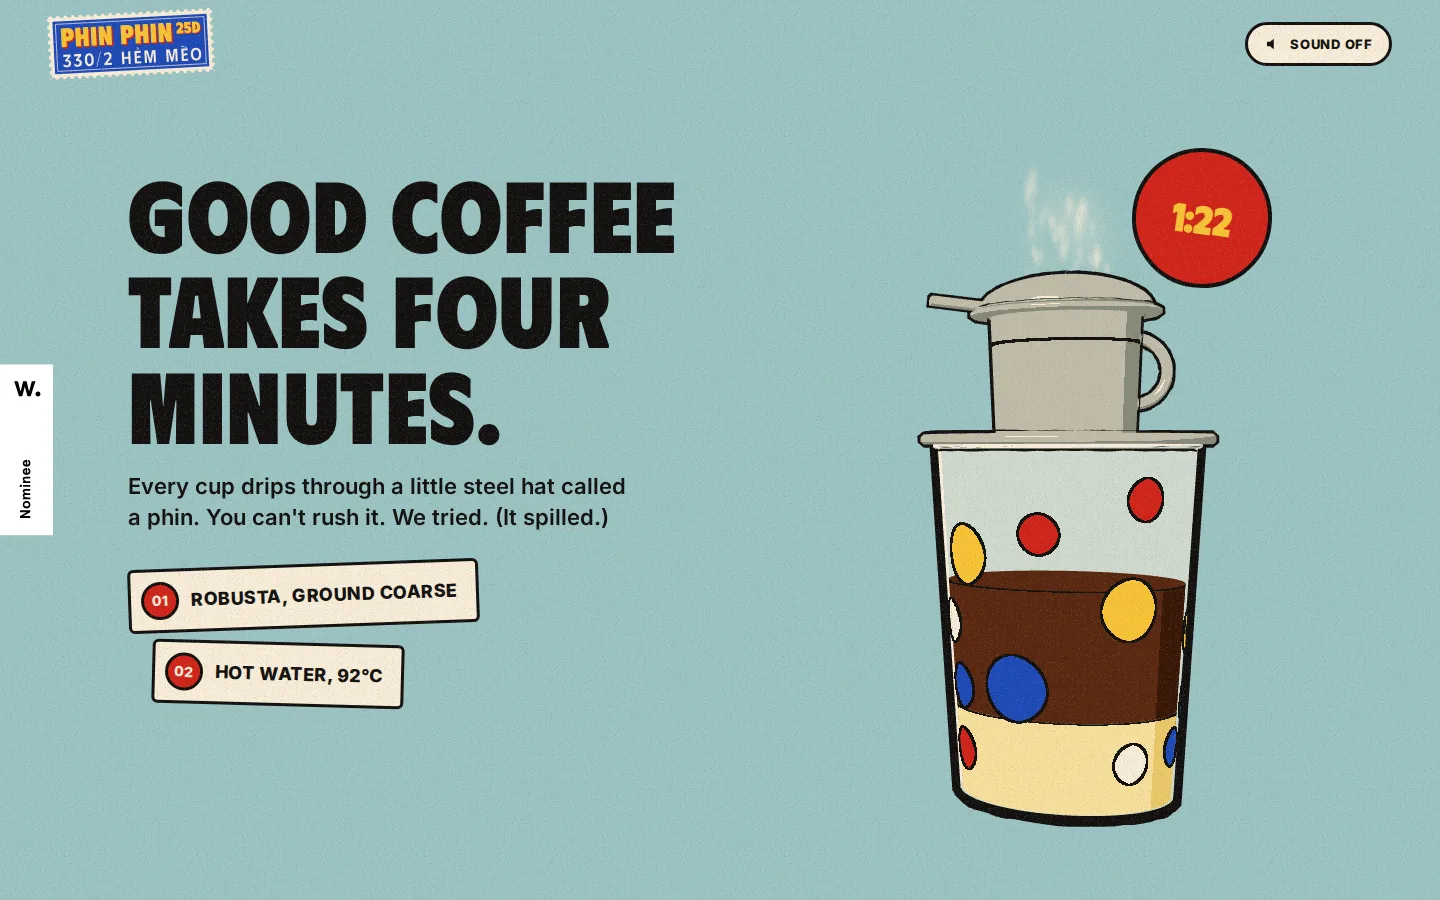 PHIN PHIN 25D
330/2 HẺM MÈO
SOUND OFF
1:22
GOOD COFFEE
TAKES FOUR
MINUTES.
Every cup drips through a little steel hat called
a phin. You can't rush it. We tried. (It spilled.)
01 ROBUSTA, GROUND COARSE
02 HOT WATER, 92°C
W.
Nominee